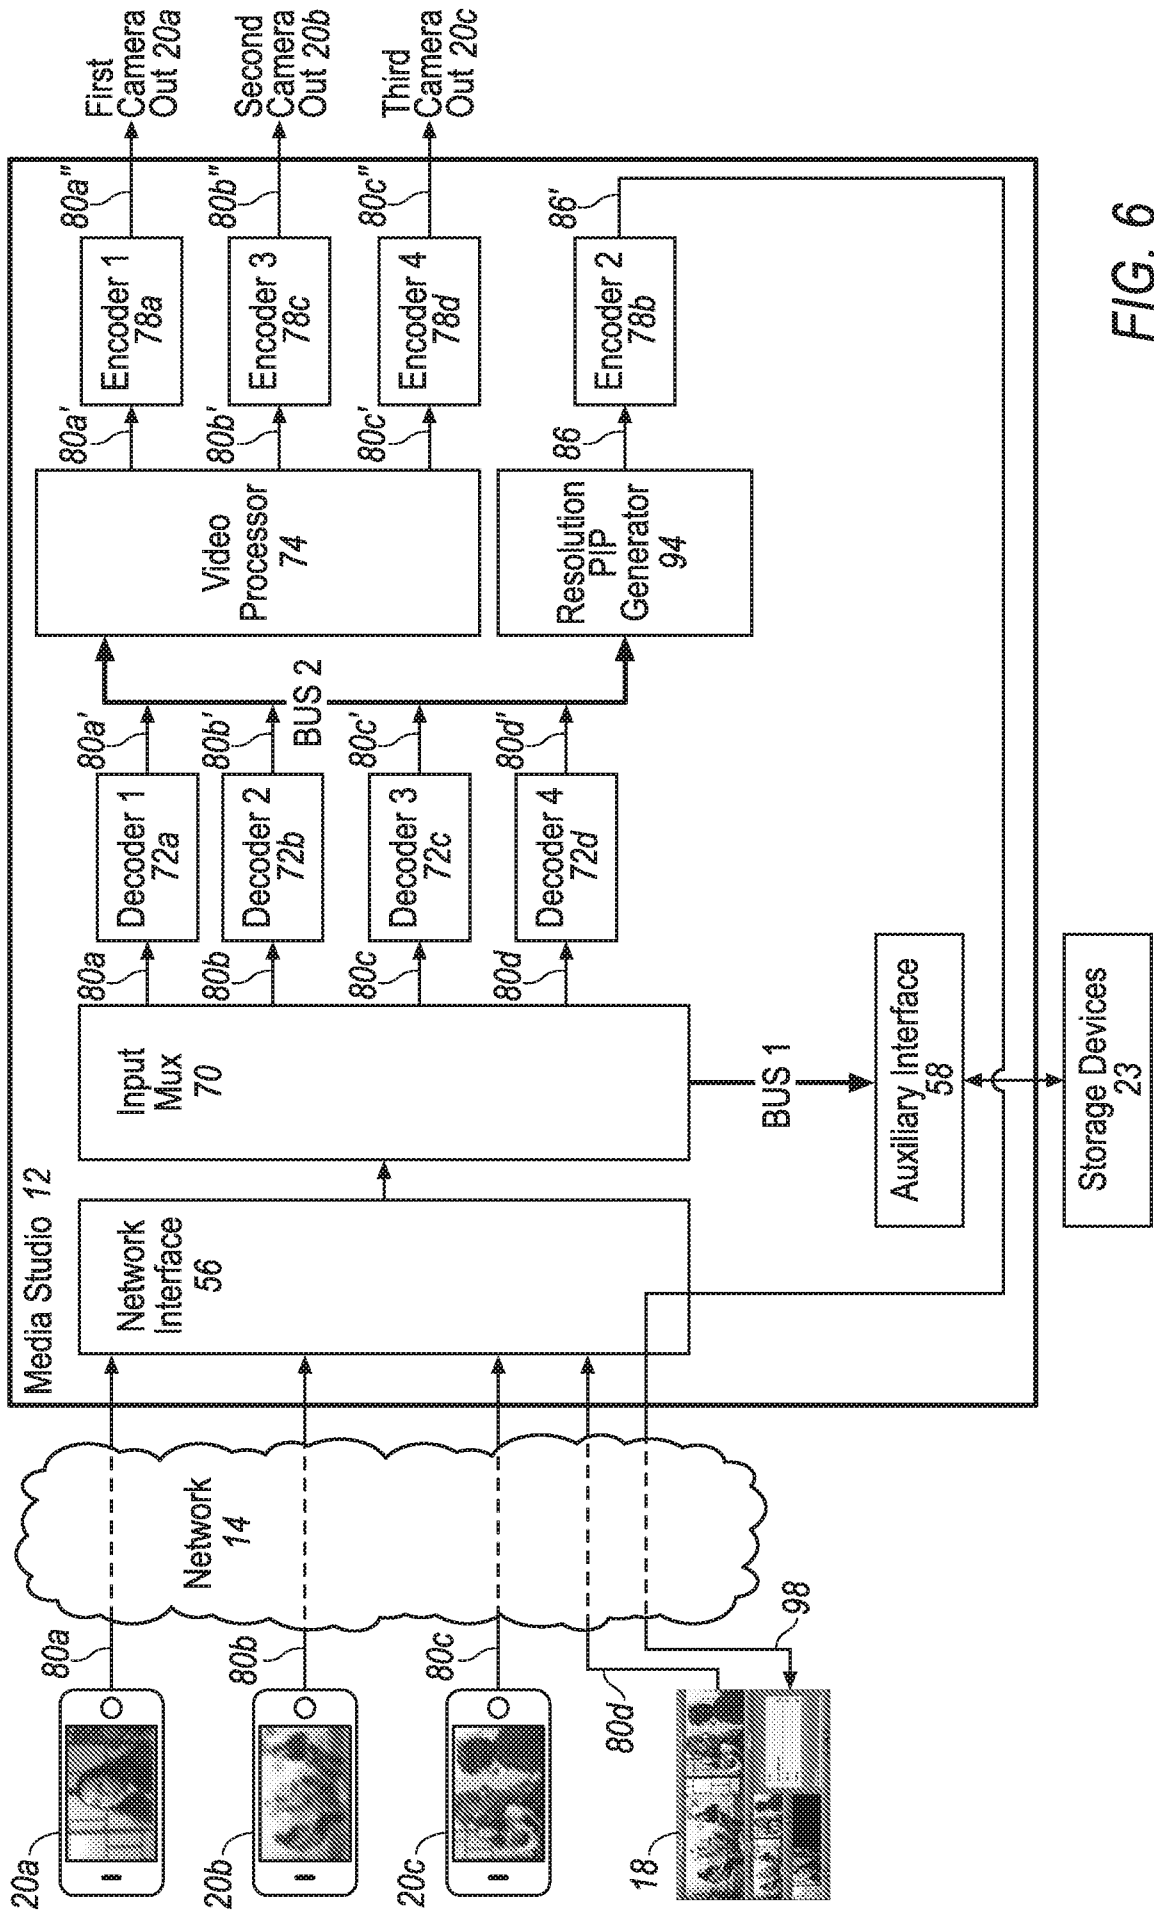 20a
80a
20b
80b
20c
80c
18
80d
98
Network
14
Media Studio 12
Network
Interface
56
Input
Mux
70
BUS 1
Auxiliary Interface
58
Storage Devices
23
80a
Decoder 1
72a
80a'
80b
Decoder 2
72b
80b'
80c
Decoder 3
72c
80c'
80d
Decoder 4
72d
80d"
BUS 2
Video
Processor
74
Resolution
PIP
Generator
94
80a'
Encoder 1
78a
80a"
80b'
Encoder 3
78c
80b"
80c'
Encoder 4
78d
80c"
86
Encoder 2
78b
86'
First
Camera
Out 20a
Second
Camera
Out 20b
Third
Camera
Out 20c
FIG. 6